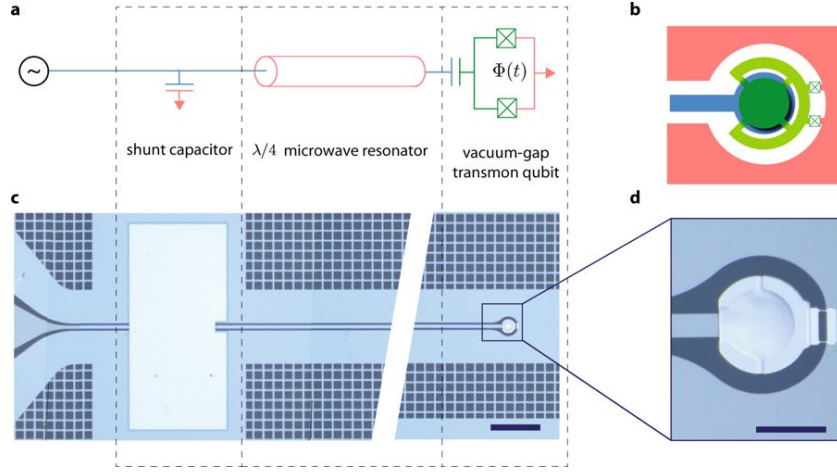 a
b
~
Φ(t)
shunt capacitor
λ/4 microwave resonator
vacuum-gap
transmon qubit
c
d